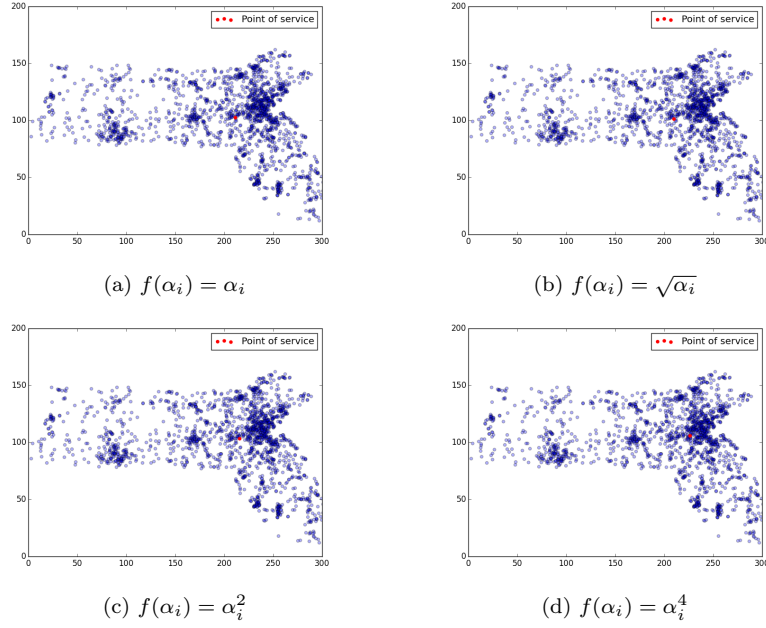 200
Point of service
150
100
50
0
0 50 100 150 200 250 300
(a) f(αᵢ) = αᵢ
200
Point of service
150
100
50
0
0 50 100 150 200 250 300
(b) f(αᵢ) = √αᵢ
200
Point of service
150
100
50
0
0 50 100 150 200 250 300
(c) f(αᵢ) = αᵢ²
200
Point of service
150
100
50
0
0 50 100 150 200 250 300
(d) f(αᵢ) = αᵢ⁴